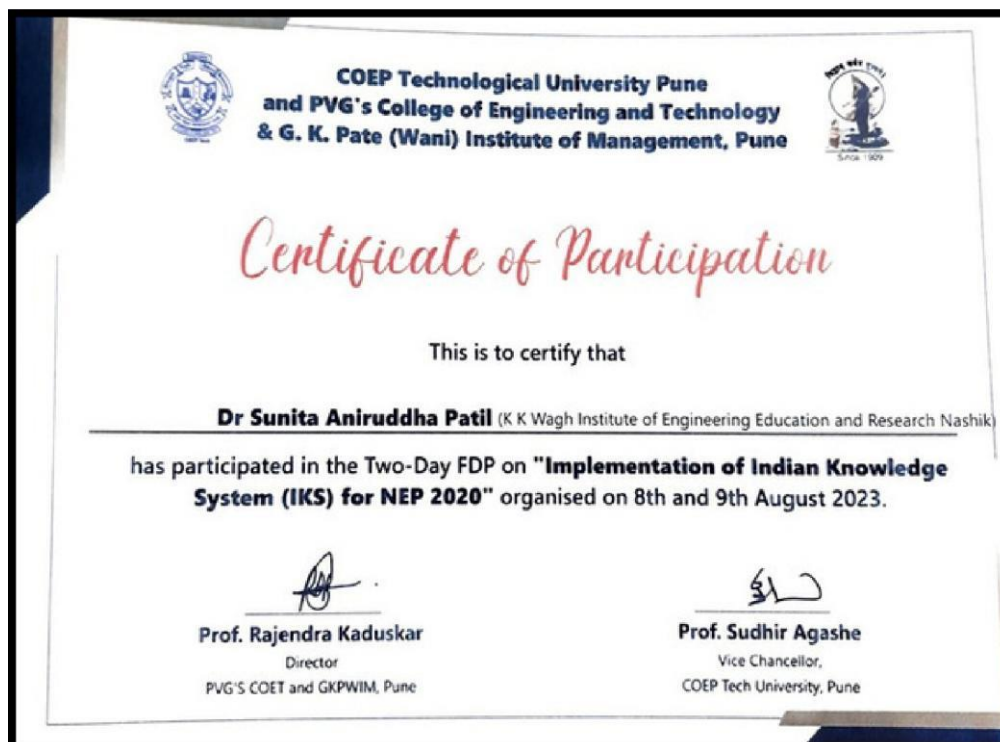 COEP Technological University Pune
and PVG's College of Engineering and Technology
& G. K. Pate (Wani) Institute of Management, Pune
Since 1909
Certificate of Participation
This is to certify that
Dr Sunita Aniruddha Patil (K K Wagh Institute of Engineering Education and Research Nashik)
has participated in the Two-Day FDP on "Implementation of Indian Knowledge
System (IKS) for NEP 2020" organised on 8th and 9th August 2023.
Prof. Rajendra Kaduskar
Director
PVG'S COET and GKPWIM, Pune
Prof. Sudhir Agashe
Vice Chancellor,
COEP Tech University, Pune